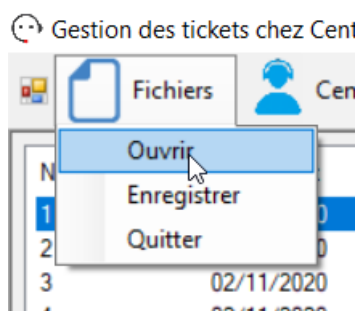 Gestion des tickets chez Cent
Fichiers
Cen
Ouvrir
Enregistrer
Quitter
N
1
2
3 02/11/2020